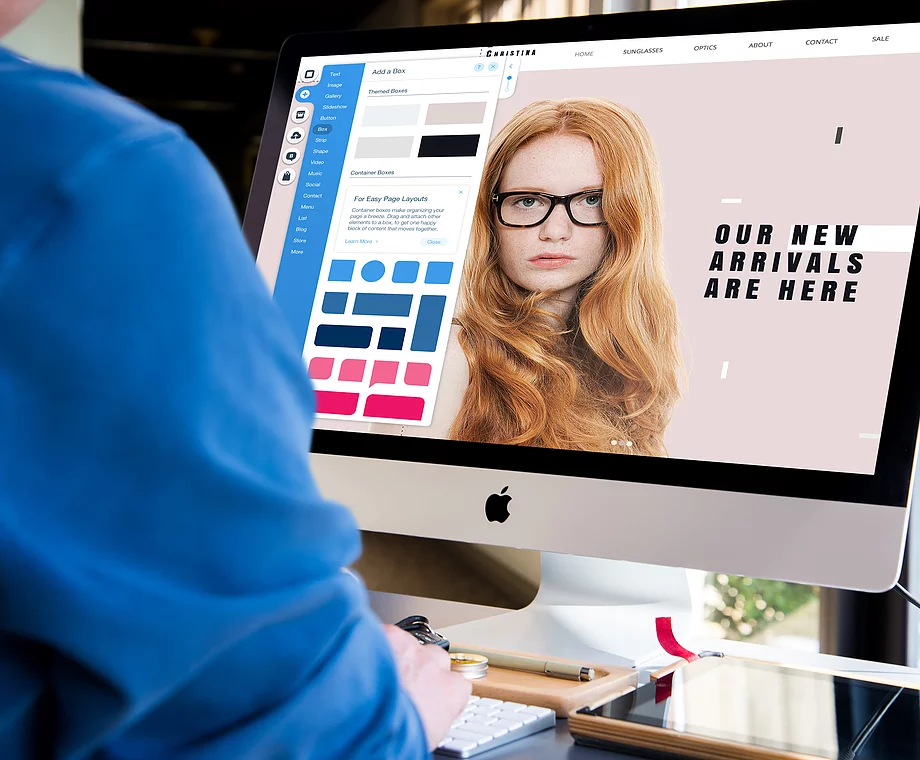 CHRISTINA
HOME
SUNGLASSES
OPTICS
ABOUT
CONTACT
SALE
Text
Image
Gallery
Slideshow
Button
Box
Strip
Shape
Video
Music
Social
Contact
Menu
List
Blog
Store
More
Add a Box
?
Themed Boxes
Container Boxes
For Easy Page Layouts
Container boxes make organizing your
page a breeze. Drag and attach other
elements to a box, to get one happy
block of content that moves together.
Learn More >
Close
OUR NEW
ARRIVALS
ARE HERE